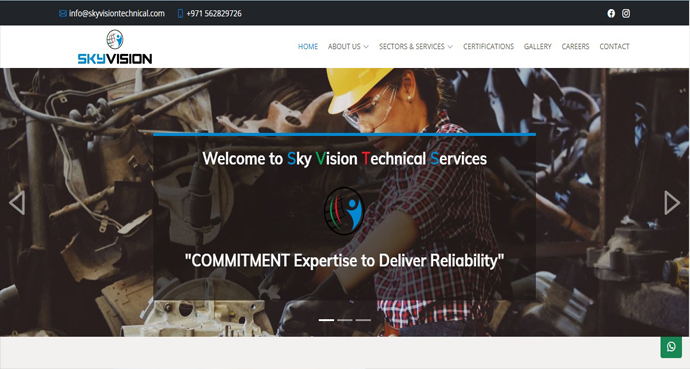 info@skyvisiontechnical.com +971 562829726
SKYVISION
HOME ABOUT US SECTORS & SERVICES CERTIFICATIONS GALLERY CAREERS CONTACT
Welcome to Sky Vision Technical Services
"COMMITMENT Expertise to Deliver Reliability"